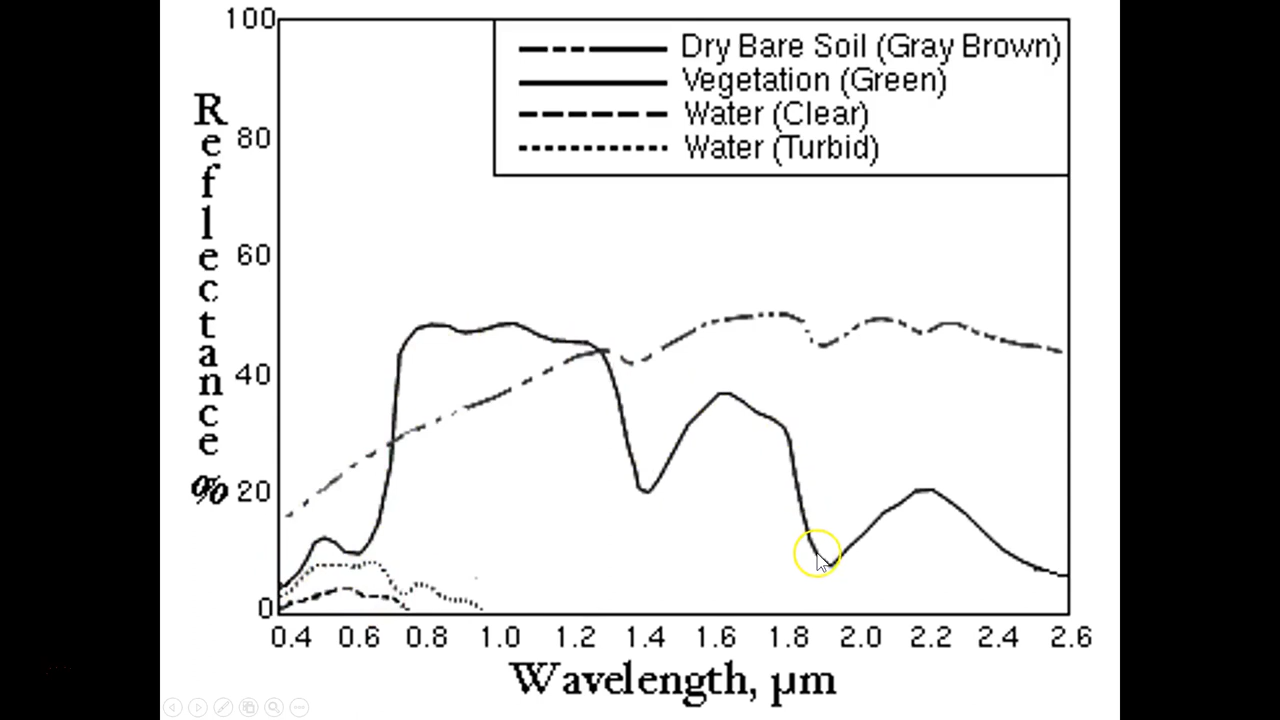 100
80
60
40
20
0
Reflectance %
Dry Bare Soil (Gray Brown)
Vegetation (Green)
Water (Clear)
Water (Turbid)
0.4 0.6 0.8 1.0 1.2 1.4 1.6 1.8 2.0 2.2 2.4 2.6
Wavelength, µm